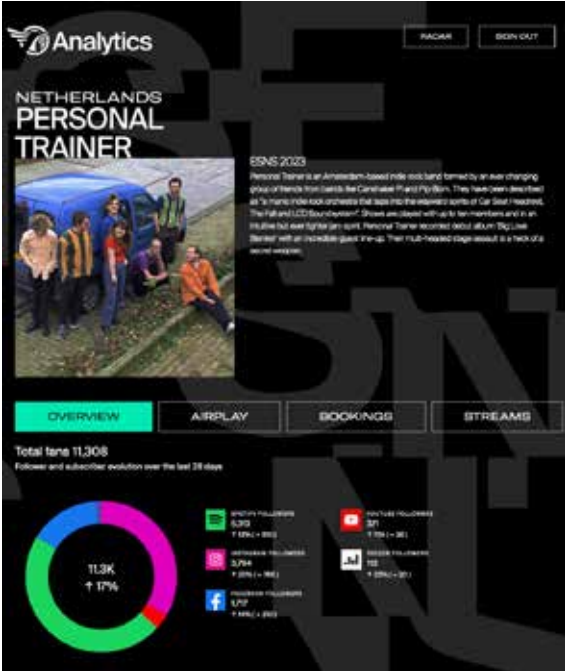 Analytics
RADAR
SIGN OUT
NETHERLANDS
PERSONAL
TRAINER
ESNS 2023
Personal Trainer is an Amsterdam-based indie rock band formed by an ever changing
group of friends from bands like Canshaker Pi and Pip Blom. They have been described
as "a manic indie rock orchestra that taps into the wayward spirits of Car Seat Headrest,
The Fall and LCD Soundsystem". Shows are played with up to ten members and in an
intuitive but ever tighter jam spirit. Personal Trainer recorded debut album 'Big Love
Blanket' with an incredible guest line-up. Their multi-headed stage assault is a heck of a
secret weapon.
OVERVIEW
AIRPLAY
BOOKINGS
STREAMS
Total fans 11,308
Follower and subscriber evolution over the last 28 days
11.3K
↑ 17%
SPOTIFY FOLLOWERS
YOUTUBE FOLLOWERS
321
INSTAGRAM FOLLOWERS
3,764
DEEZER FOLLOWERS
FACEBOOK FOLLOWERS
1,717